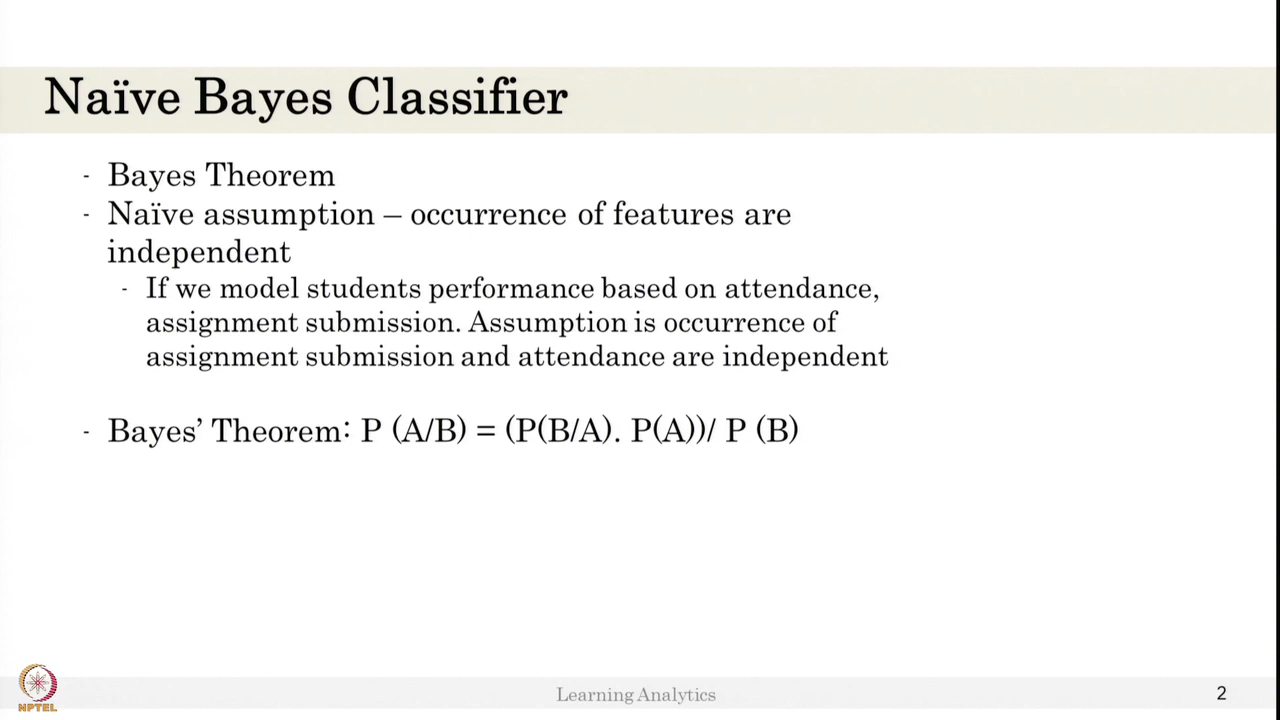 Naïve Bayes Classifier
- Bayes Theorem
- Naïve assumption – occurrence of features are
independent
- If we model students performance based on attendance,
assignment submission. Assumption is occurrence of
assignment submission and attendance are independent
- Bayes’ Theorem: P (A/B) = (P(B/A). P(A))/ P (B)
NPTEL
Learning Analytics
2